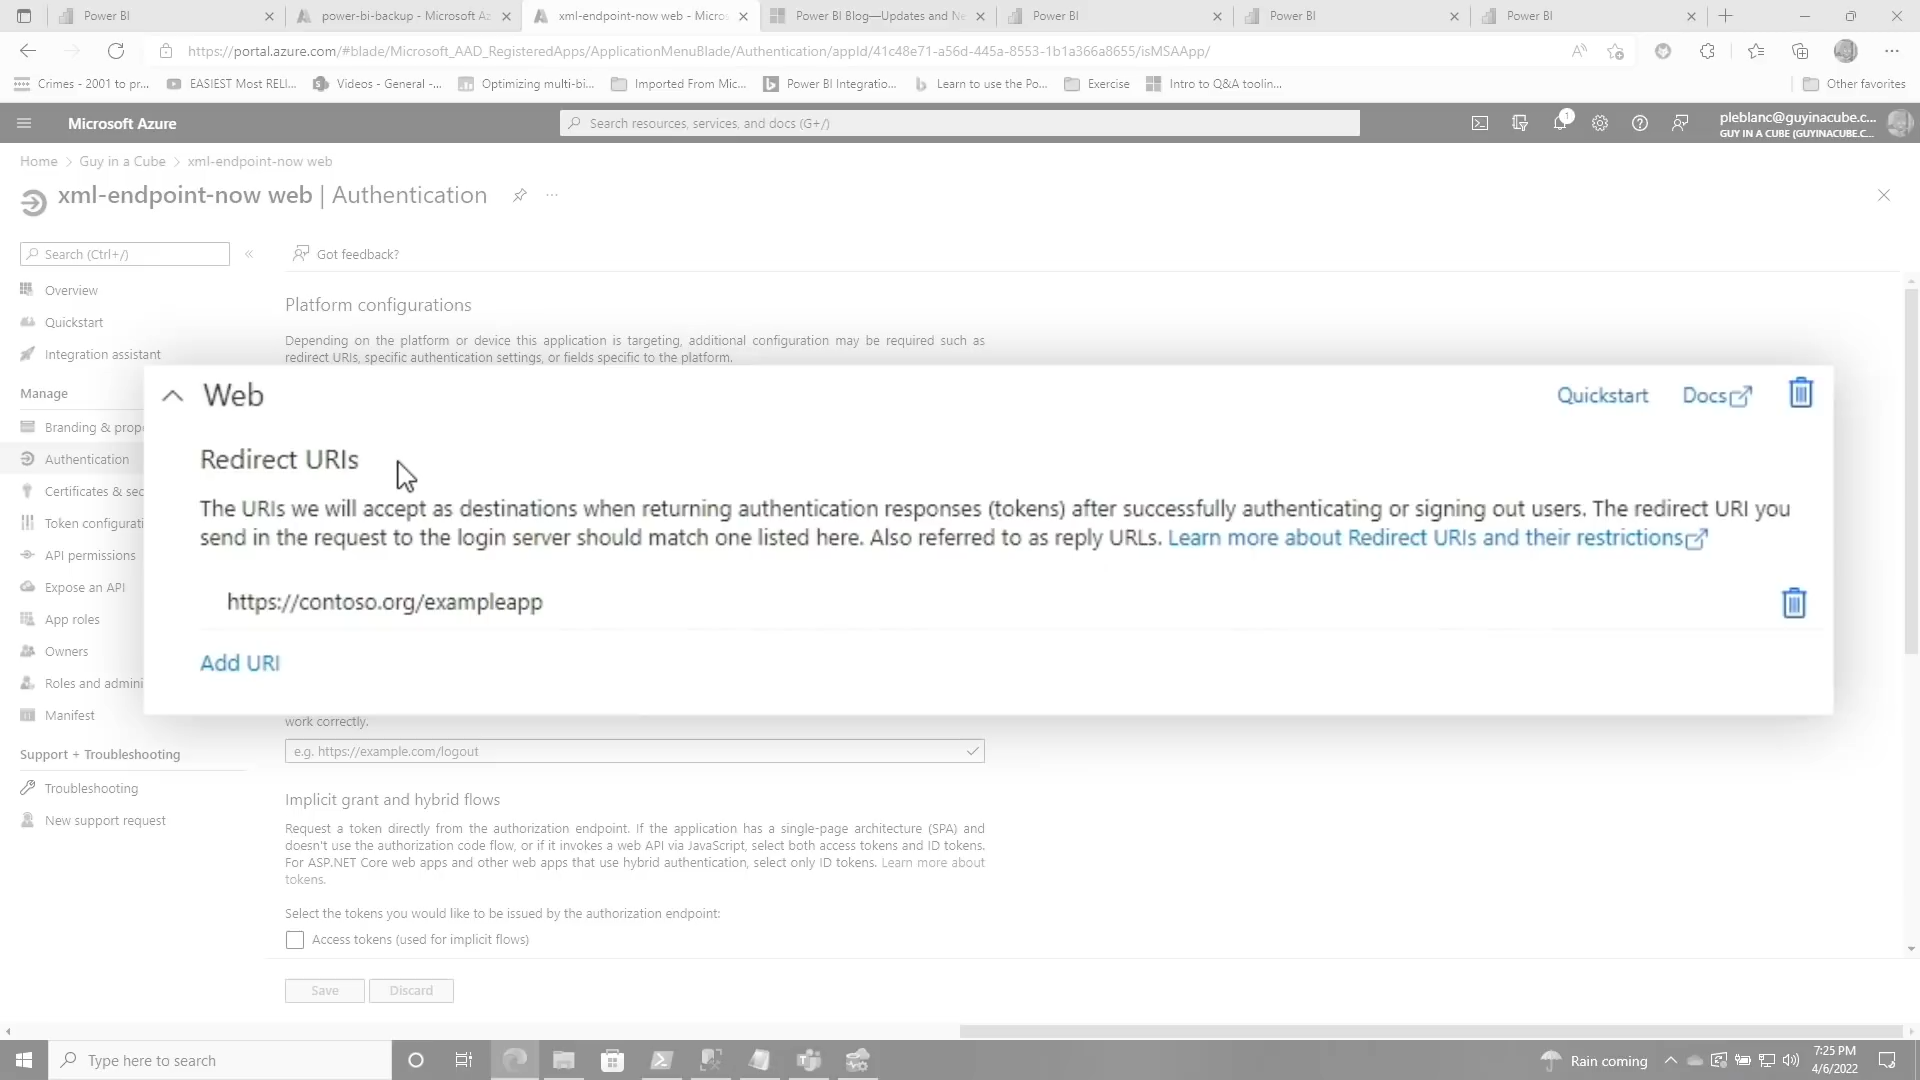 Power BI
power-bi-backup - Microsoft Az
xml-endpoint-now web - Micros
Power BI Blog—Updates and Ne
Power BI
Power BI
Power BI
https://portal.azure.com/#blade/Microsoft_AAD_RegisteredApps/ApplicationMenuBlade/Authentication/appId/41c48e71-a56d-445a-8553-1b1a366a8655/isMSAApp/
Crimes - 2001 to pr...
EASIEST Most RELI...
Videos - General -...
Optimizing multi-bi...
Imported From Mic...
Power BI Integratio...
Learn to use the Po...
Exercise
Intro to Q&A toolin...
Other favorites
Microsoft Azure
Search resources, services, and docs (G+/)
1
pleblanc@guyinacube.c...
GUY IN A CUBE (GUYINACUBE.C...
Home > Guy in a Cube > xml-endpoint-now web
xml-endpoint-now web | Authentication
Search (Ctrl+/)
Got feedback?
Overview
Quickstart
Integration assistant
Manage
Branding & prope
Authentication
Certificates & sec
Token configurati
API permissions
Expose an API
App roles
Owners
Roles and admini
Manifest
Support + Troubleshooting
Troubleshooting
New support request
Platform configurations
Depending on the platform or device this application is targeting, additional configuration may be required such as
redirect URIs, specific authentication settings, or fields specific to the platform.
Web
Quickstart
Docs
Redirect URIs
The URIs we will accept as destinations when returning authentication responses (tokens) after successfully authenticating or signing out users. The redirect URI you
send in the request to the login server should match one listed here. Also referred to as reply URLs. Learn more about Redirect URIs and their restrictions
https://contoso.org/exampleapp
Add URI
work correctly.
e.g. https://example.com/logout
Implicit grant and hybrid flows
Request a token directly from the authorization endpoint. If the application has a single-page architecture (SPA) and
doesn't use the authorization code flow, or if it invokes a web API via JavaScript, select both access tokens and ID tokens.
For ASP.NET Core web apps and other web apps that use hybrid authentication, select only ID tokens. Learn more about
tokens.
Select the tokens you would like to be issued by the authorization endpoint:
Access tokens (used for implicit flows)
Save
Discard
Type here to search
Rain coming
7:25 PM
4/6/2022